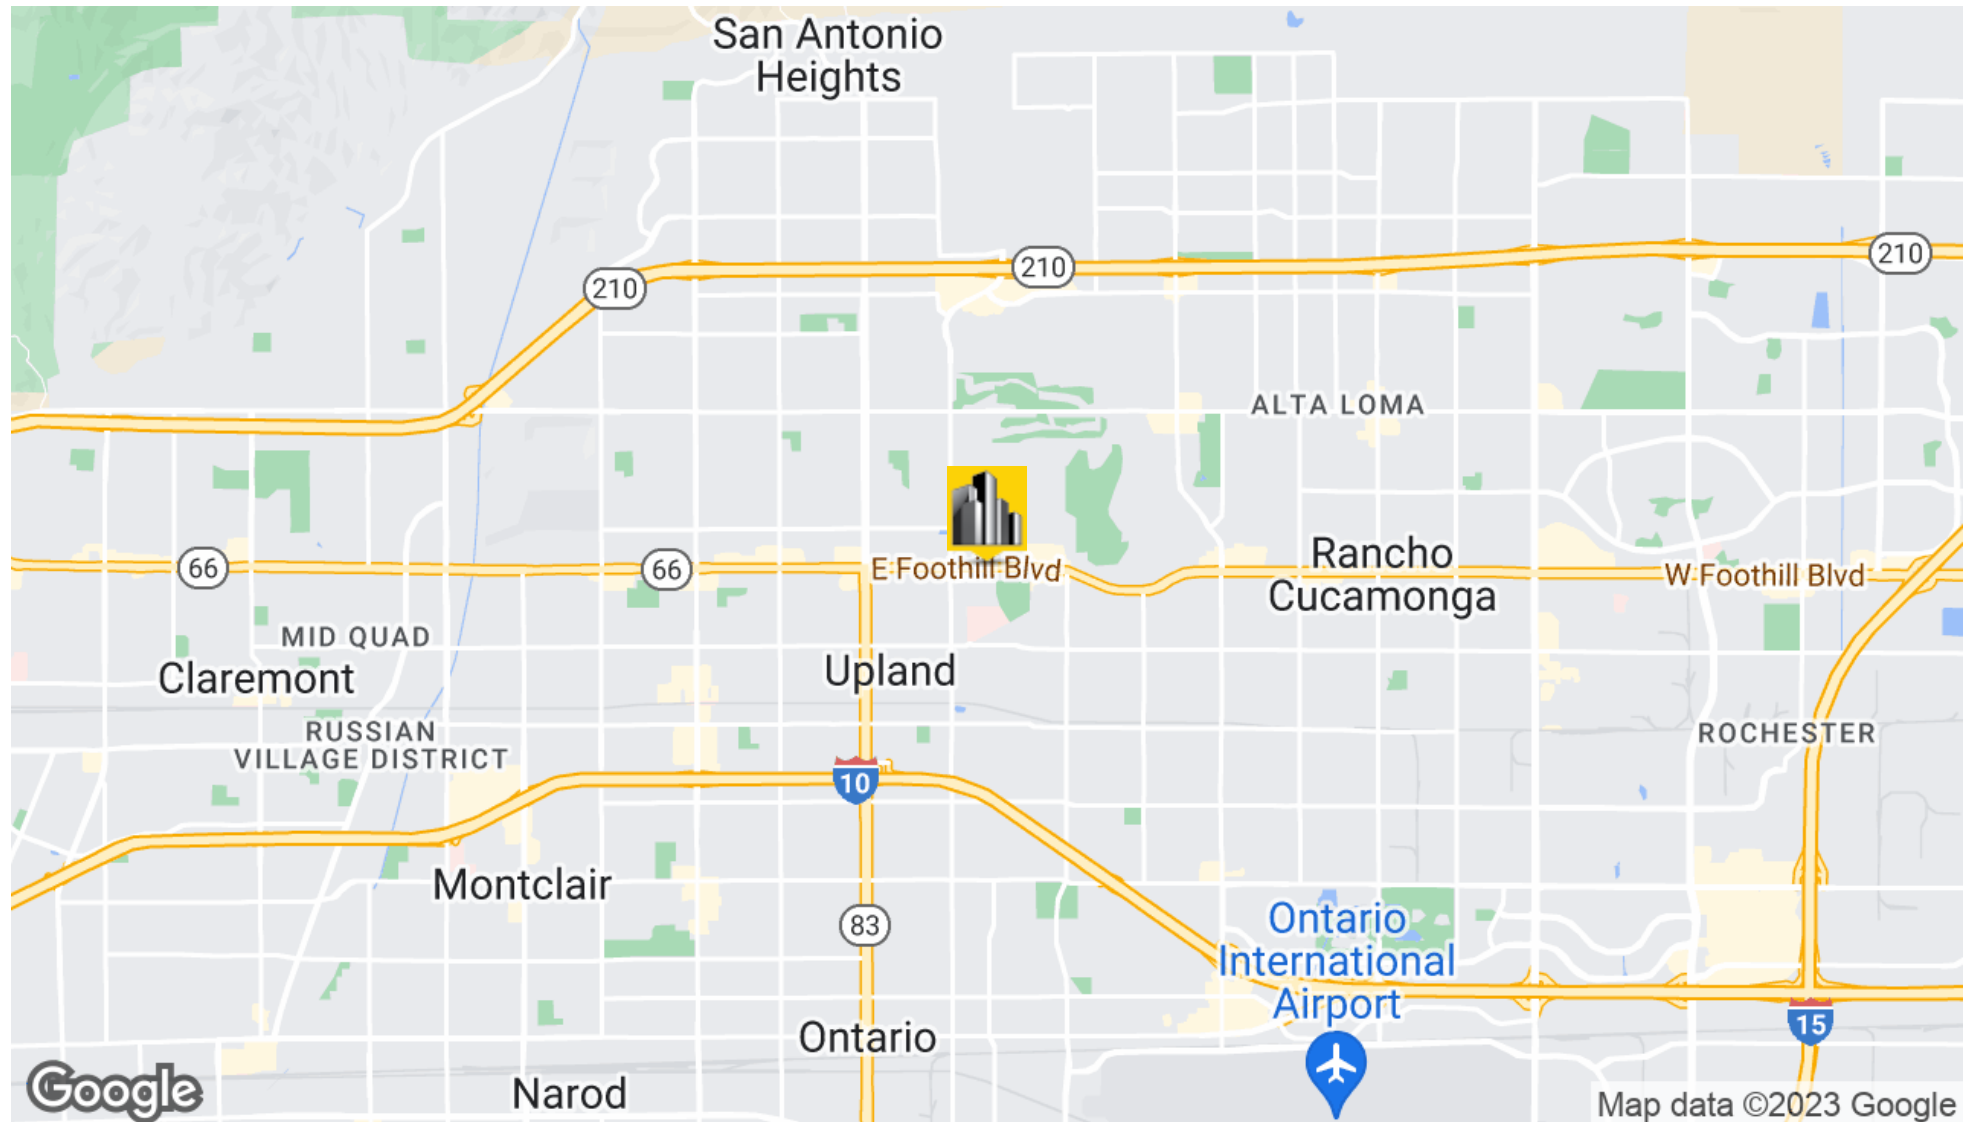 San Antonio
Heights
210
210
210
ALTA LOMA
66
66
E Foothill Blvd
Rancho
Cucamonga
W Foothill Blvd
MID QUAD
Claremont
Upland
RUSSIAN
VILLAGE DISTRICT
ROCHESTER
10
Montclair
83
Ontario
International
Airport
15
Ontario
Narod
Google
Map data ©2023 Google